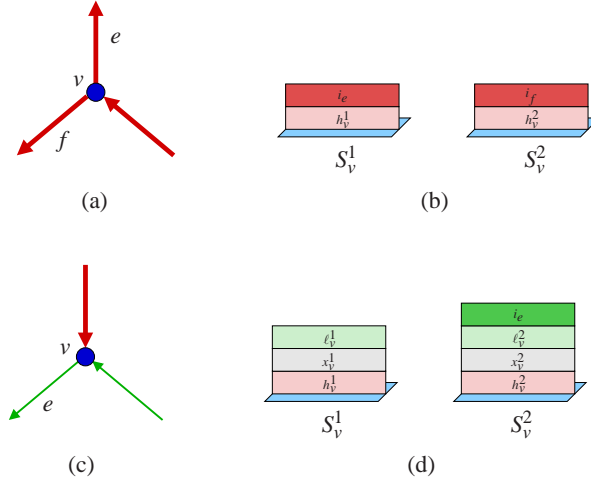 e
v
f
(a)
i_e
h_v^1
S_v^1
i_f
h_v^2
S_v^2
(b)
v
e
(c)
ℓ_v^1
x_v^1
h_v^1
S_v^1
i_e
ℓ_v^2
x_v^2
h_v^2
S_v^2
(d)